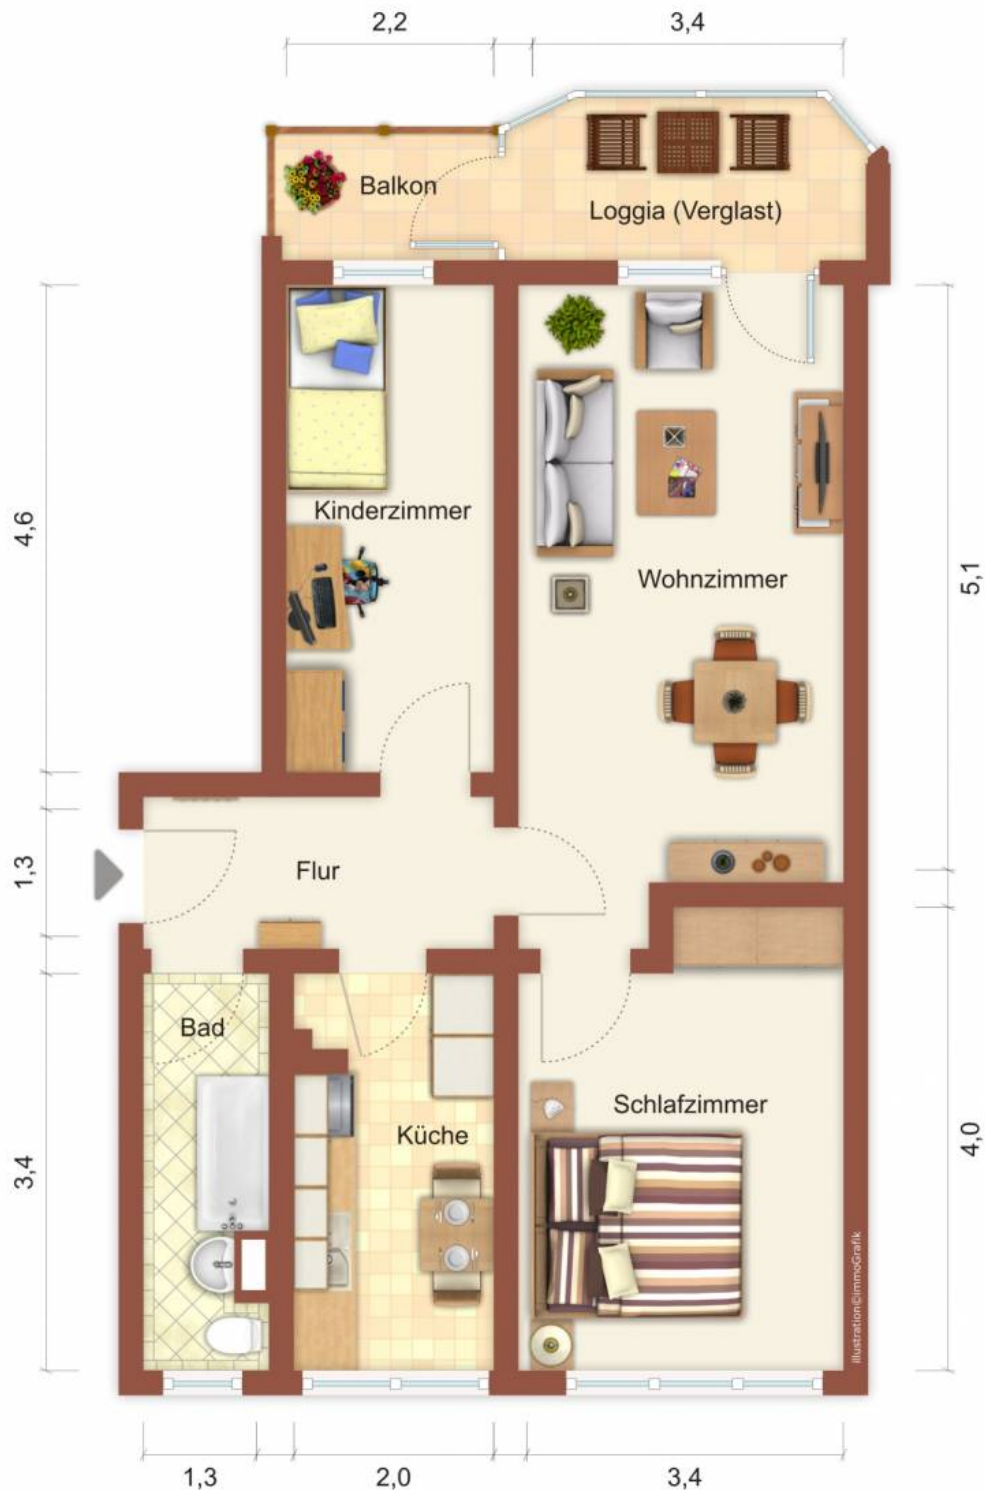 2,2
3,4
Balkon
Loggia (Verglast)
4,6
Kinderzimmer
Wohnzimmer
5,1
1,3
Flur
Bad
Schlafzimmer
Küche
3,4
4,0
illustration©immoGrafik
1,3
2,0
3,4